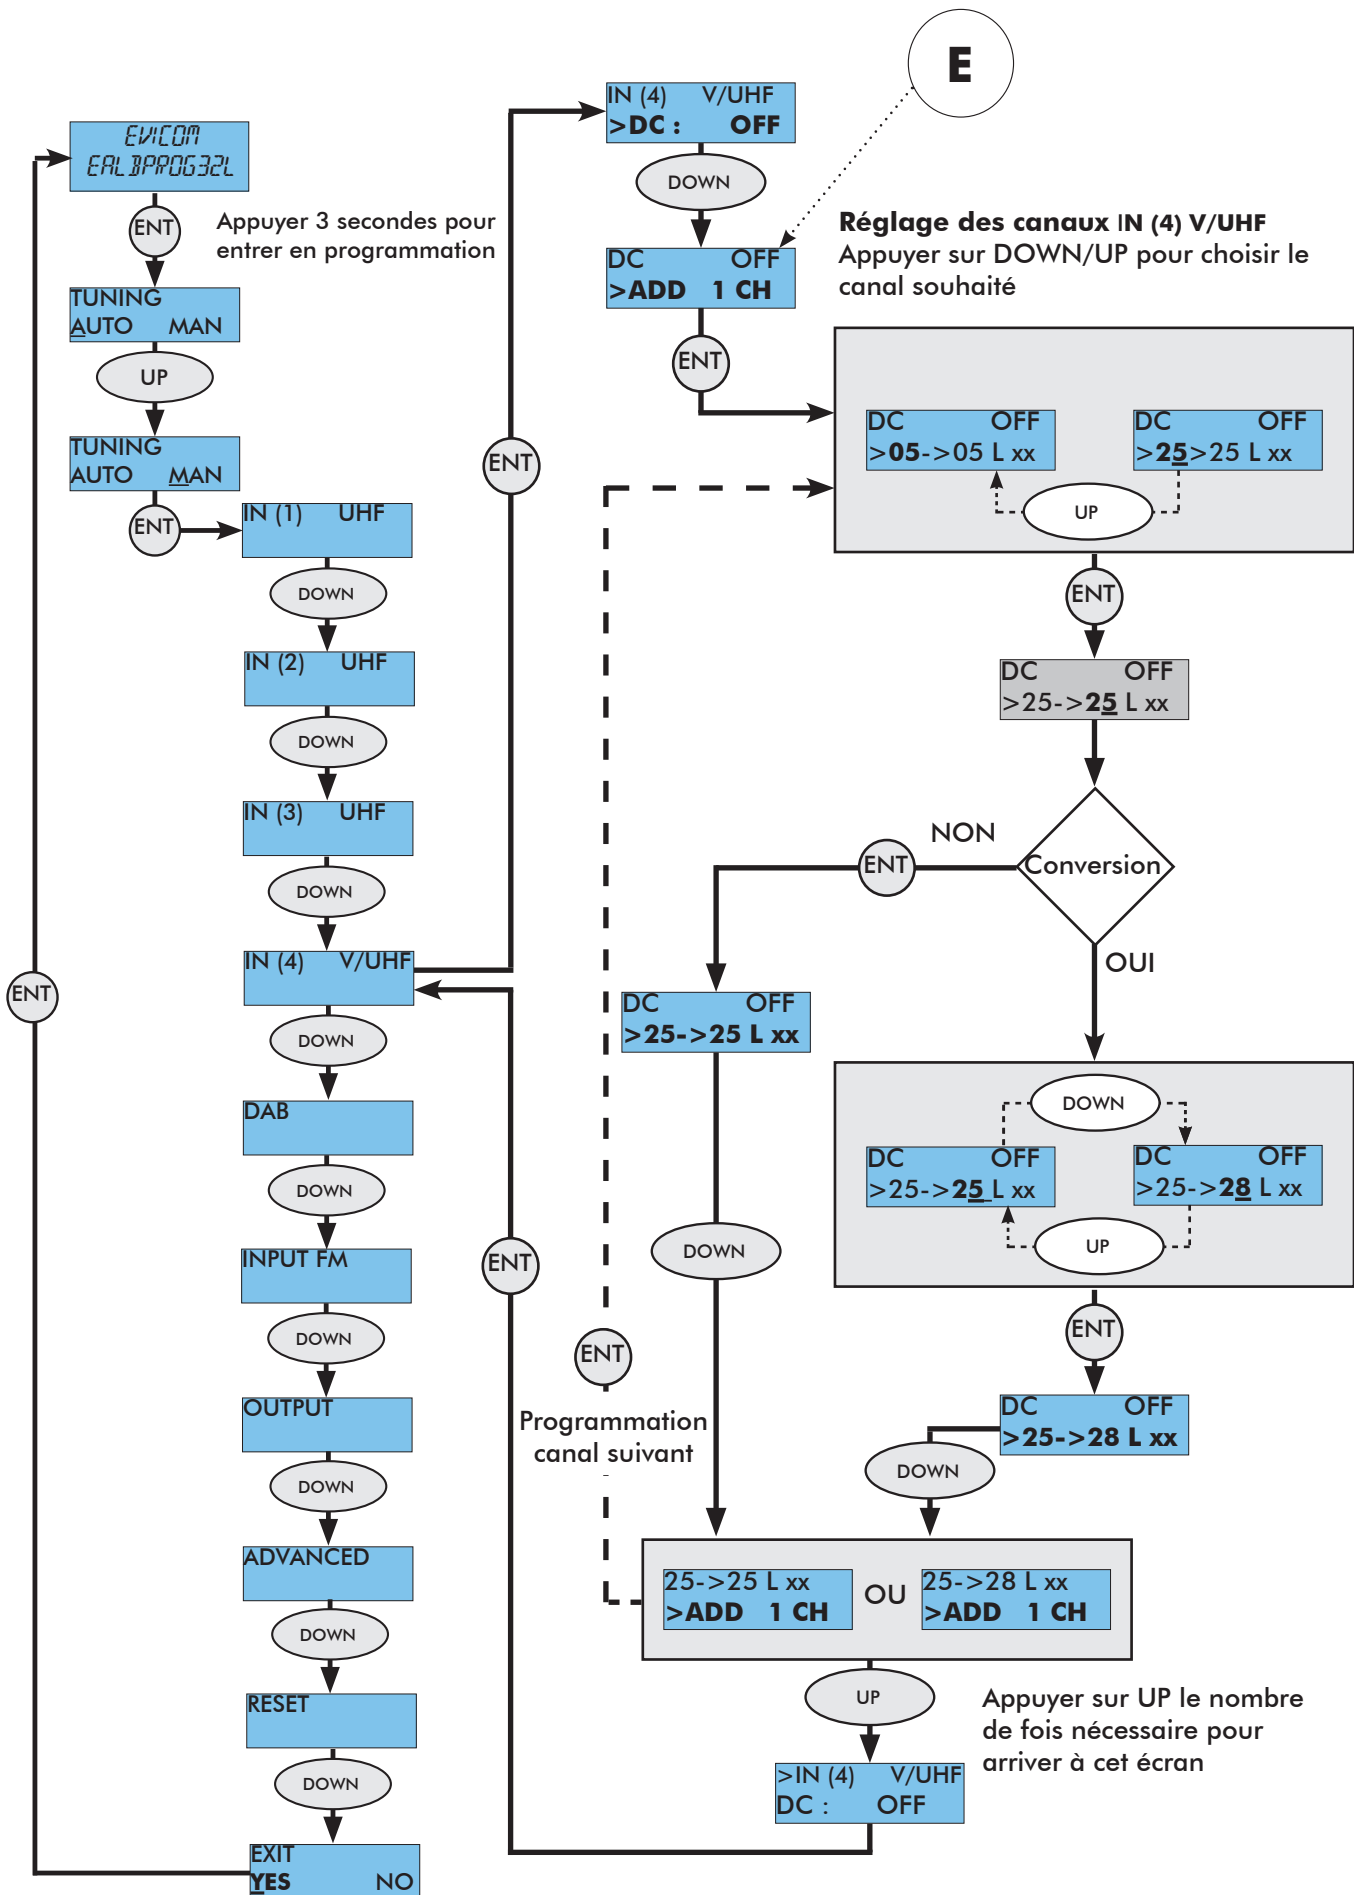 E
EVICOM
EALBPROG32L
ENT
Appuyer 3 secondes pour
entrer en programmation
TUNING
AUTO MAN
UP
TUNING
AUTO MAN
ENT
IN (1) UHF
DOWN
IN (2) UHF
DOWN
IN (3) UHF
DOWN
IN (4) V/UHF
DOWN
DAB
DOWN
INPUT FM
DOWN
OUTPUT
DOWN
ADVANCED
DOWN
RESET
DOWN
EXIT
YES NO
ENT
ENT
IN (4) V/UHF
>DC : OFF
DOWN
DC OFF
>ADD 1 CH
ENT
Réglage des canaux IN (4) V/UHF
Appuyer sur DOWN/UP pour choisir le
canal souhaité
DC OFF
>05->05 L xx
DC OFF
>25>25 L xx
UP
ENT
DC OFF
>25->25 L xx
Conversion
NON
ENT
DC OFF
>25->25 L xx
DOWN
OUI
DOWN
DC OFF
>25->25 L xx
DC OFF
>25->28 L xx
UP
ENT
DC OFF
>25->28 L xx
DOWN
ENT
Programmation
canal suivant
25->25 L xx
>ADD 1 CH
OU
25->28 L xx
>ADD 1 CH
UP
Appuyer sur UP le nombre
de fois nécessaire pour
arriver à cet écran
>IN (4) V/UHF
DC : OFF
ENT